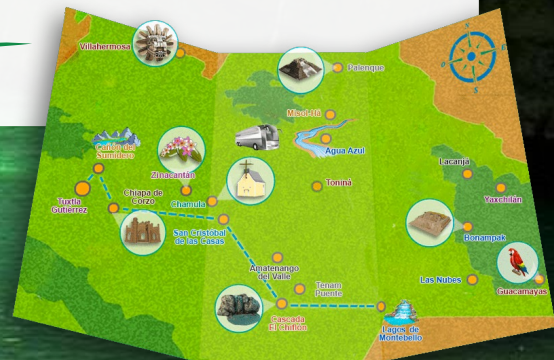 Villahermosa
Palenque
Misol-Há
Agua Azul
Cañón del
Sumidero
Zinacantán
Lacanja
Yaxchilán
Toniná
Tuxtla
Gutiérrez
Chiapa de
Corzo
Chamula
San Cristóbal
de las Casas
Bonampak
Amatenango
del Valle
Tenam
Puente
Las Nubes
Guacamayas
Cascada
El Chiflón
Lagos de
Montebello